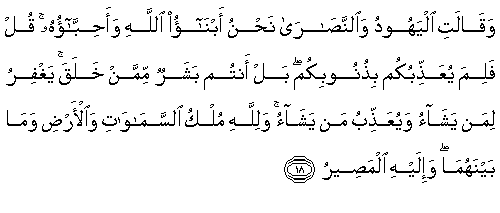 وَقَالَتِ ٱلْيَهُودُ وَٱلنَّصَـٰرَىٰ نَحْنُ أَبْنَـٰٓؤُا۟ ٱللَّهِ وَأَحِبَّـٰٓؤُهُۥ ۚ قُلْ
فَلِمَ يُعَذِّبُكُم بِذُنُوبِكُم ۖ بَلْ أَنتُم بَشَرٌ مِّمَّنْ خَلَقَ ۚ يَغْفِرُ
لِمَن يَشَآءُ وَيُعَذِّبُ مَن يَشَآءُ ۚ وَلِلَّهِ مُلْكُ ٱلسَّمَـٰوَٰتِ وَٱلْأَرْضِ وَمَا
بَيْنَهُمَا ۖ وَإِلَيْهِ ٱلْمَصِيرُ ﴿١٨﴾